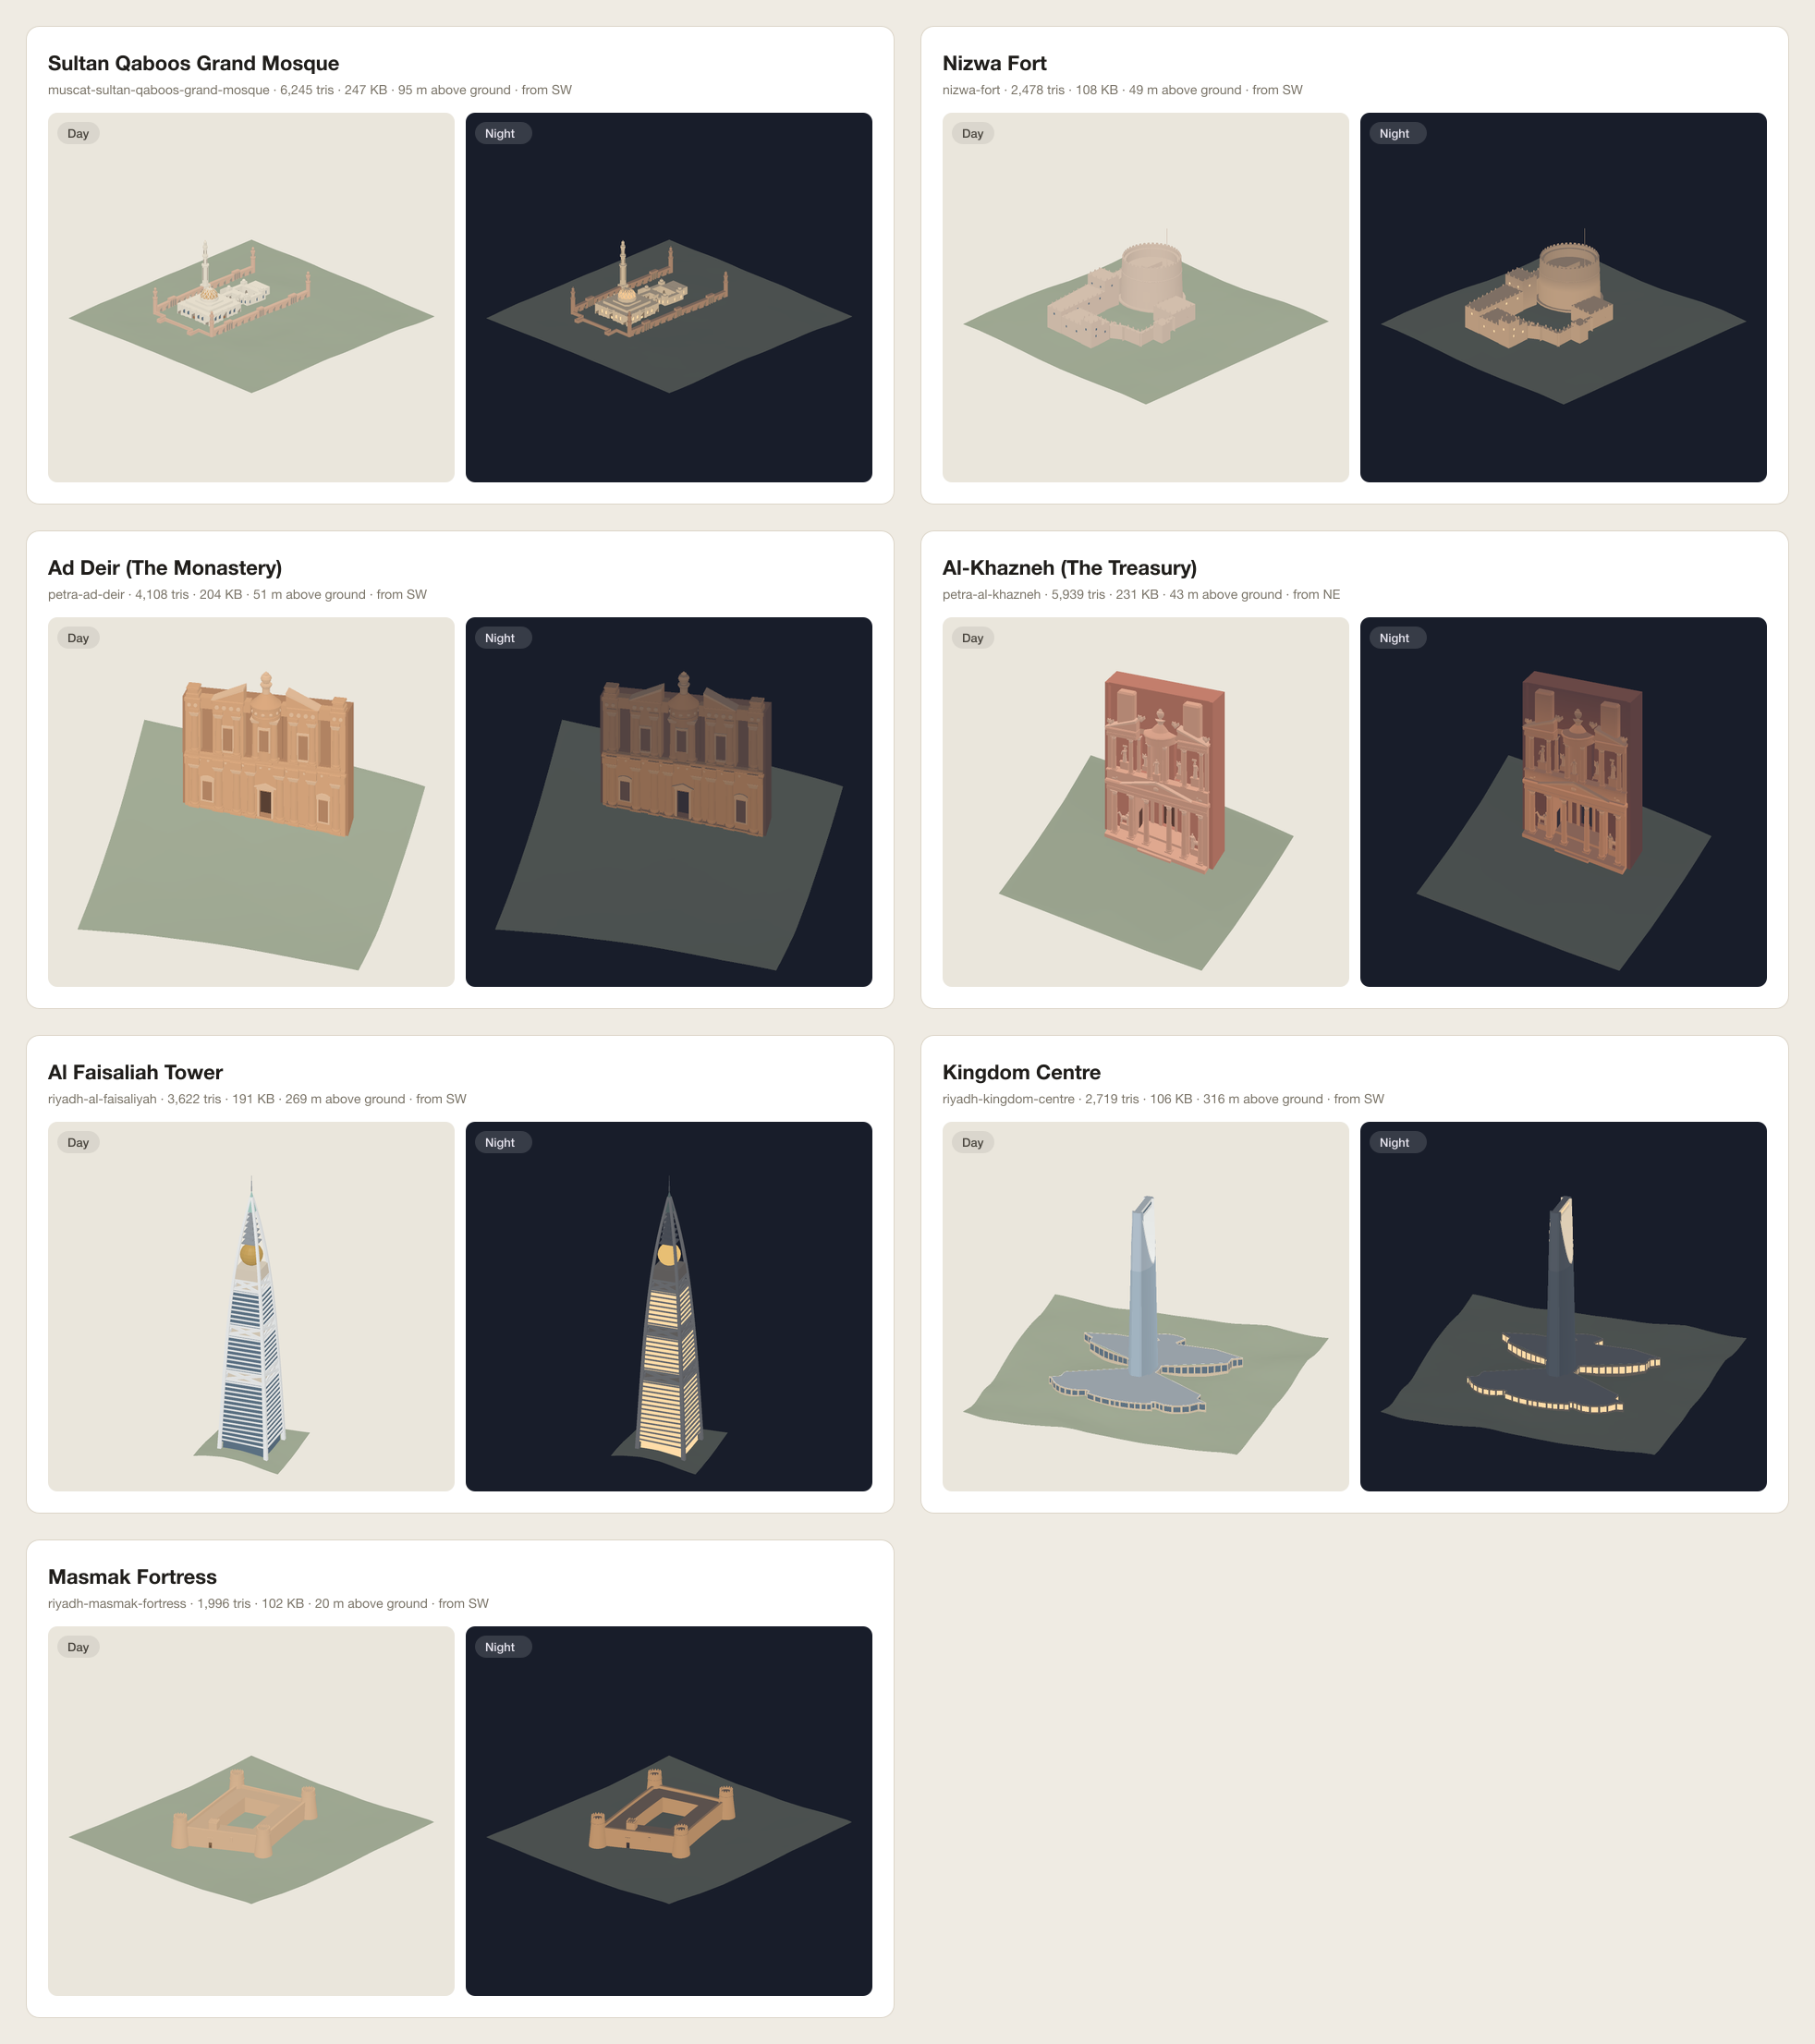 Sultan Qaboos Grand Mosque
muscat-sultan-qaboos-grand-mosque · 6,245 tris · 247 KB · 95 m above ground · from SW
Day
Night
Nizwa Fort
nizwa-fort · 2,478 tris · 108 KB · 49 m above ground · from SW
Day
Night
Ad Deir (The Monastery)
petra-ad-deir · 4,108 tris · 204 KB · 51 m above ground · from SW
Day
Night
Al-Khazneh (The Treasury)
petra-al-khazneh · 5,939 tris · 231 KB · 43 m above ground · from NE
Day
Night
Al Faisaliah Tower
riyadh-al-faisaliyah · 3,622 tris · 191 KB · 269 m above ground · from SW
Day
Night
Kingdom Centre
riyadh-kingdom-centre · 2,719 tris · 106 KB · 316 m above ground · from SW
Day
Night
Masmak Fortress
riyadh-masmak-fortress · 1,996 tris · 102 KB · 20 m above ground · from SW
Day
Night